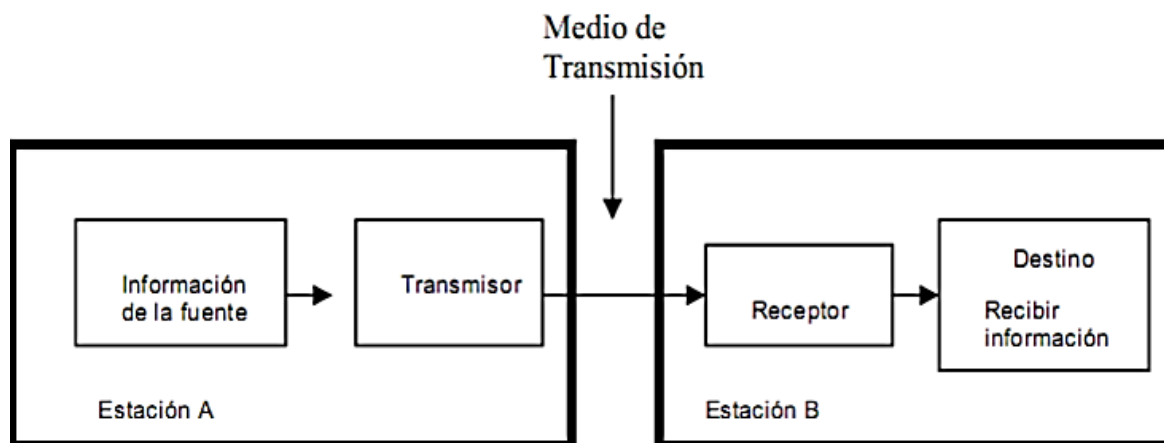 Medio de
Transmisión
Información
de la fuente
Transmisor
Receptor
Destino
Recibir
información
Estación A
Estación B